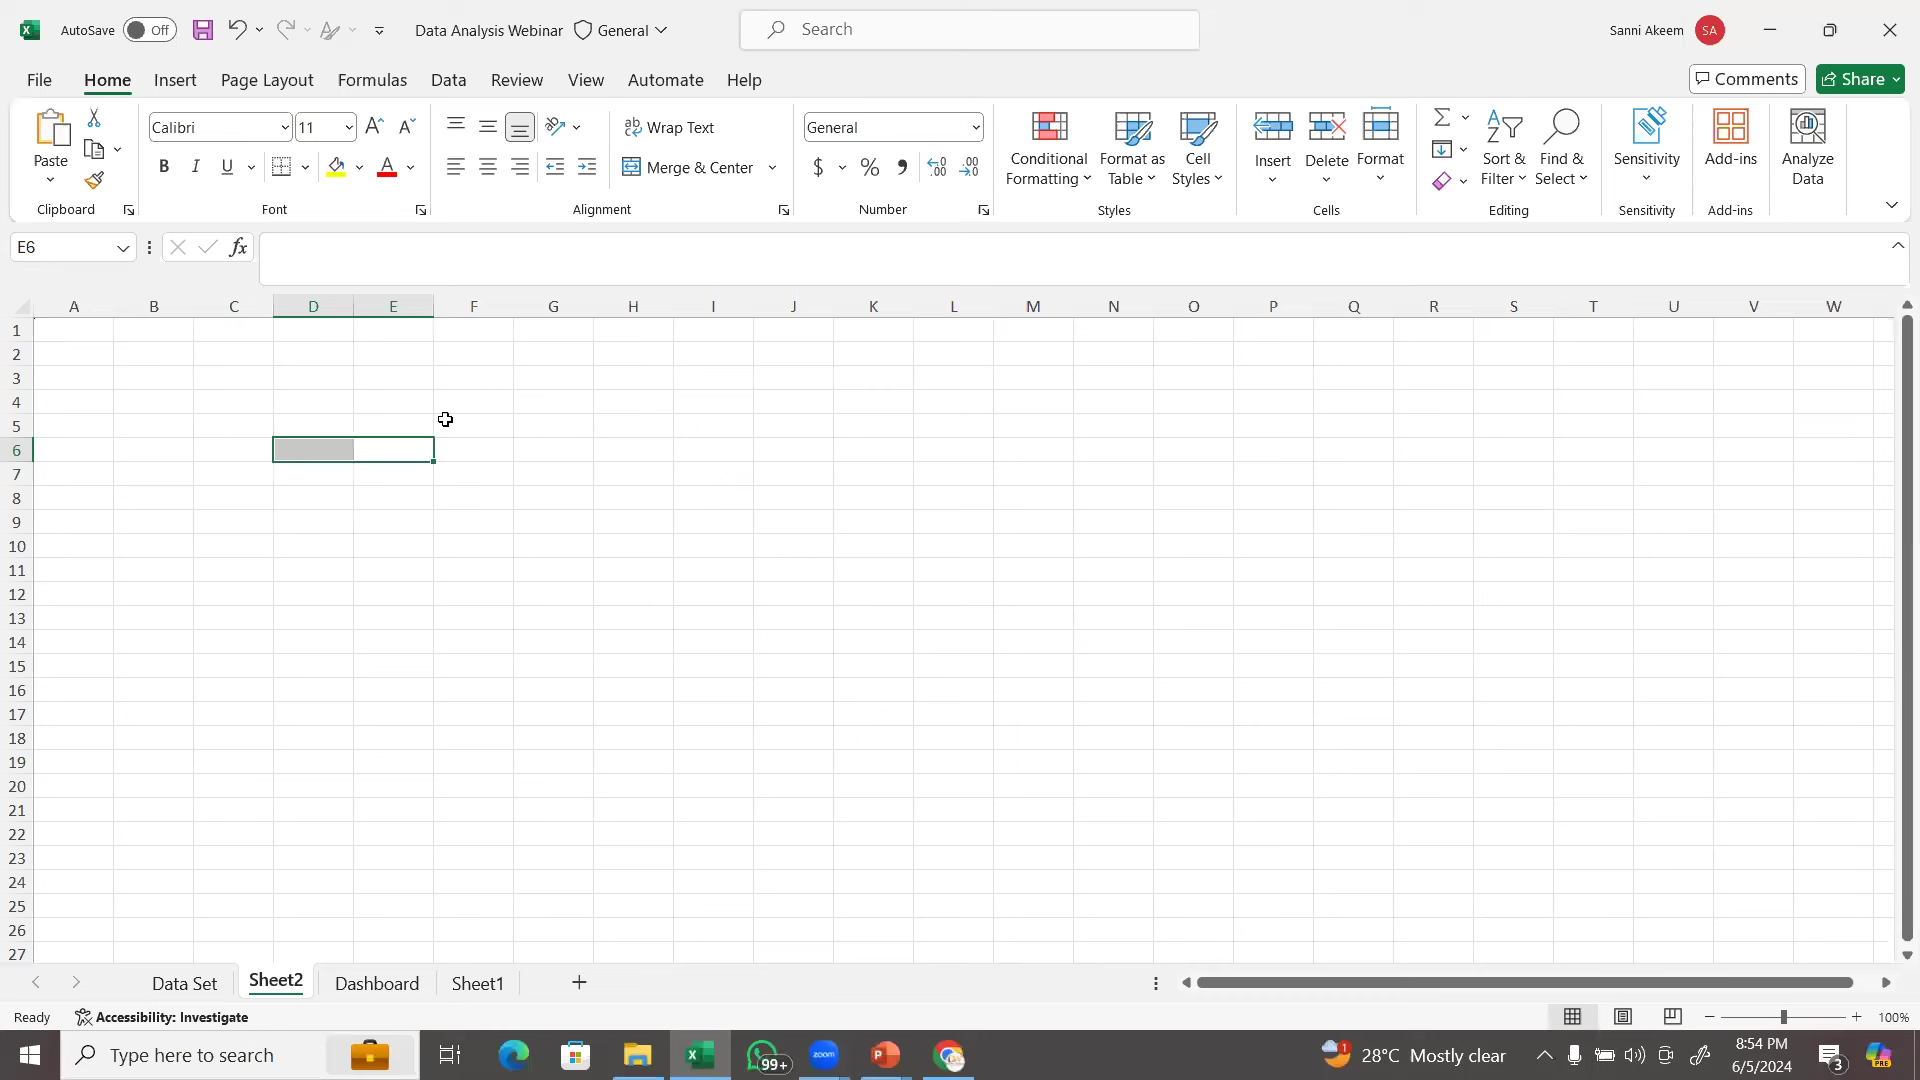 AutoSave Off Data Analysis Webinar General Search Sanni Akeem SA
File Home Insert Page Layout Formulas Data Review View Automate Help Comments Share
Paste Calibri 11 Wrap Text General Conditional Formatting Format as Table Cell Styles Insert Delete Format Sort & Filter Find & Select Sensitivity Add-ins Analyze Data
B I U A Merge & Center $ %
Clipboard Font Alignment Number Styles Cells Editing Sensitivity Add-ins
E6 fx
A B C D E F G H I J K L M N O P Q R S T U V W
1
2
3
4
5
6
7
8
9
10
11
12
13
14
15
16
17
18
19
20
21
22
23
24
25
26
27
Data Set Sheet2 Dashboard Sheet1
Ready Accessibility: Investigate 100%
Type here to search 99+ zoom 1 28°C Mostly clear 8:54 PM 3 PRE
6/5/2024